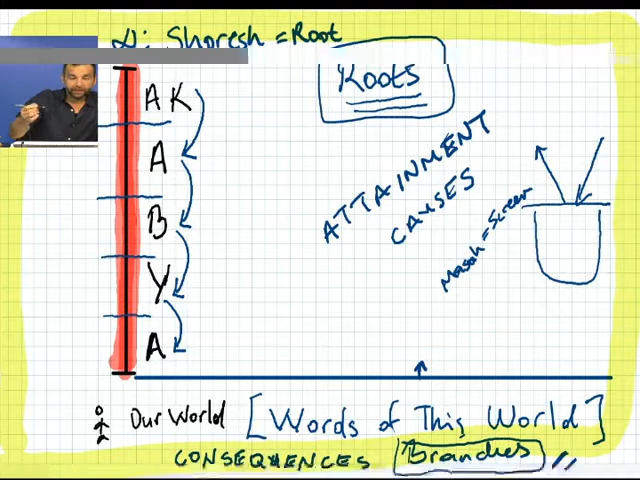 ∞: Shoresh = Root
Roots
AK
A
B
Y
A
ATTAINMENT
CAUSES
Masach = Screen
Our World
[Words of This World]
CONSEQUENCES
Branches